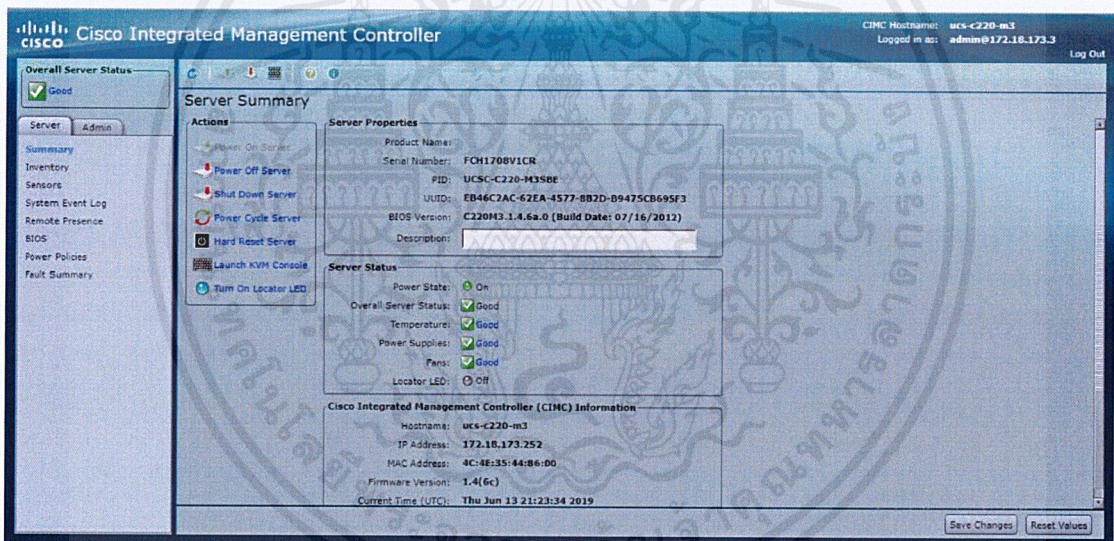 CISCO Cisco Integrated Management Controller
CIMC Hostname: ucs-c220-m3
Logged in as: admin@172.18.173.3
Log Out
Overall Server Status
Good
Server Admin
Summary
Inventory
Sensors
System Event Log
Remote Presence
BIOS
Power Policies
Fault Summary
Server Summary
Actions
Power On Server
Power Off Server
Shut Down Server
Power Cycle Server
Hard Reset Server
Launch KVM Console
Turn On Locator LED
Server Properties
Product Name:
Serial Number: FCH1708V1CR
PID: UCSC-C220-M3SBE
UUID: EB46C2AC-62EA-4577-8B2D-B9475CB695F3
BIOS Version: C220M3.1.4.6a.0 (Build Date: 07/16/2012)
Description:
Server Status
Power State: On
Overall Server Status: Good
Temperature: Good
Power Supplies: Good
Fans: Good
Locator LED: Off
Cisco Integrated Management Controller (CIMC) Information
Hostname: ucs-c220-m3
IP Address: 172.18.173.252
MAC Address: 4C:4E:35:44:86:D0
Firmware Version: 1.4(6c)
Current Time (UTC): Thu Jun 13 21:23:34 2019
Save Changes Reset Values